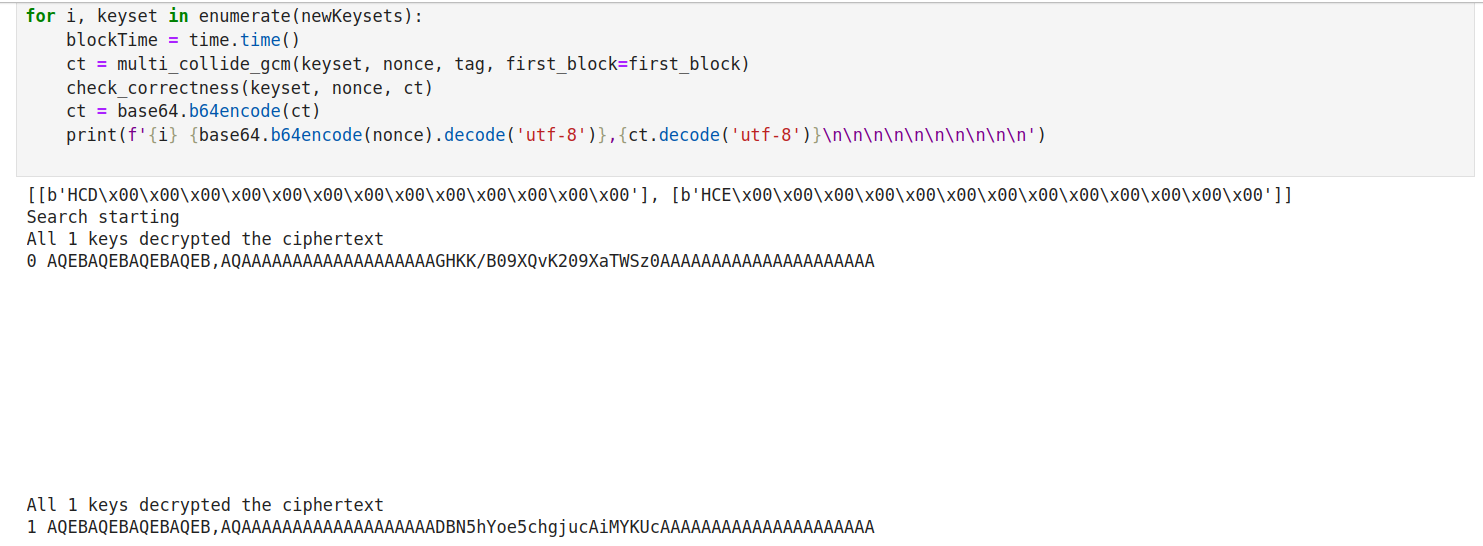 for i, keyset in enumerate(newKeysets):
    blockTime = time.time()
    ct = multi_collide_gcm(keyset, nonce, tag, first_block=first_block)
    check_correctness(keyset, nonce, ct)
    ct = base64.b64encode(ct)
    print(f'{i} {base64.b64encode(nonce).decode('utf-8')},{ct.decode('utf-8')}\n\n\n\n\n\n\n\n\n\n')
[[b'HCD\x00\x00\x00\x00\x00\x00\x00\x00\x00\x00\x00\x00\x00'], [b'HCE\x00\x00\x00\x00\x00\x00\x00\x00\x00\x00\x00\x00\x00']]
Search starting
All 1 keys decrypted the ciphertext
0 AQEBAQEBAQEBAQEB,AQAAAAAAAAAAAAAAAAAAAGHKK/B09XQvK209XaTWSz0AAAAAAAAAAAAAAAAAAAAA
All 1 keys decrypted the ciphertext
1 AQEBAQEBAQEBAQEB,AQAAAAAAAAAAAAAAAAAAADBN5hYoe5chgjucAiMYKUcAAAAAAAAAAAAAAAAAAAAA